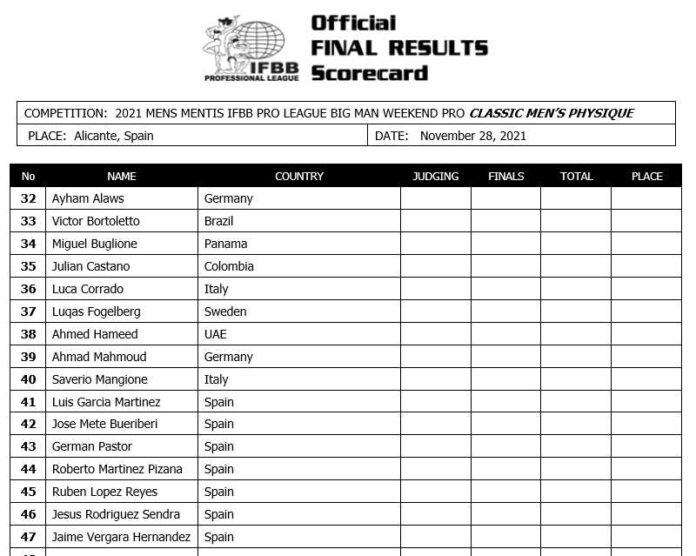 Official
FINAL RESULTS
Scorecard
IFBB
PROFESSIONAL LEAGUE
COMPETITION: 2021 MENS MENTIS IFBB PRO LEAGUE BIG MAN WEEKEND PRO CLASSIC MEN'S PHYSIQUE
PLACE: Alicante, Spain DATE: November 28, 2021
No NAME COUNTRY JUDGING FINALS TOTAL PLACE
32 Ayham Alaws Germany
33 Victor Bortoletto Brazil
34 Miguel Buglione Panama
35 Julian Castano Colombia
36 Luca Corrado Italy
37 Luqas Fogelberg Sweden
38 Ahmed Hameed UAE
39 Ahmad Mahmoud Germany
40 Saverio Mangione Italy
41 Luis Garcia Martinez Spain
42 Jose Mete Bueriberi Spain
43 German Pastor Spain
44 Roberto Martinez Pizana Spain
45 Ruben Lopez Reyes Spain
46 Jesus Rodriguez Sendra Spain
47 Jaime Vergara Hernandez Spain